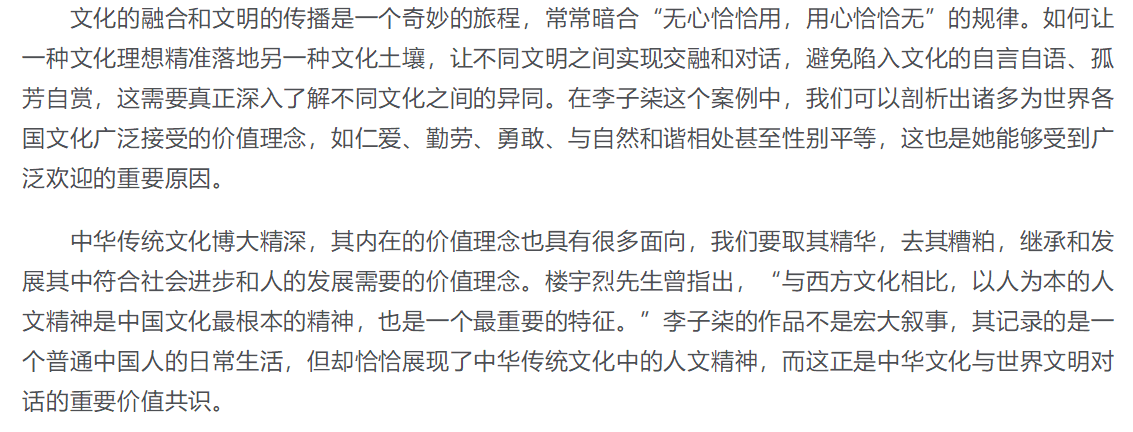 文化的融合和文明的传播是一个奇妙的旅程，常常暗合“无心恰恰用，用心恰恰无”的规律。如何让
一种文化理想精准落地另一种文化土壤，让不同文明之间实现交融和对话，避免陷入文化的自言自语、孤
芳自赏，这需要真正深入了解不同文化之间的异同。在李子柒这个案例中，我们可以剖析出诸多为世界各
国文化广泛接受的价值理念，如仁爱、勤劳、勇敢、与自然和谐相处甚至性别平等，这也是她能够受到广
泛欢迎的重要原因。
中华传统文化博大精深，其内在的价值理念也具有很多面向，我们要取其精华，去其糟粕，继承和发
展其中符合社会进步和人的发展需要的价值理念。楼宇烈先生曾指出，“与西方文化相比，以人为本的人
文精神是中国文化最根本的精神，也是一个最重要的特征。”李子柒的作品不是宏大叙事，其记录的是一
个普通中国人的日常生活，但却恰恰展现了中华传统文化中的人文精神，而这正是中华文化与世界文明对
话的重要价值共识。